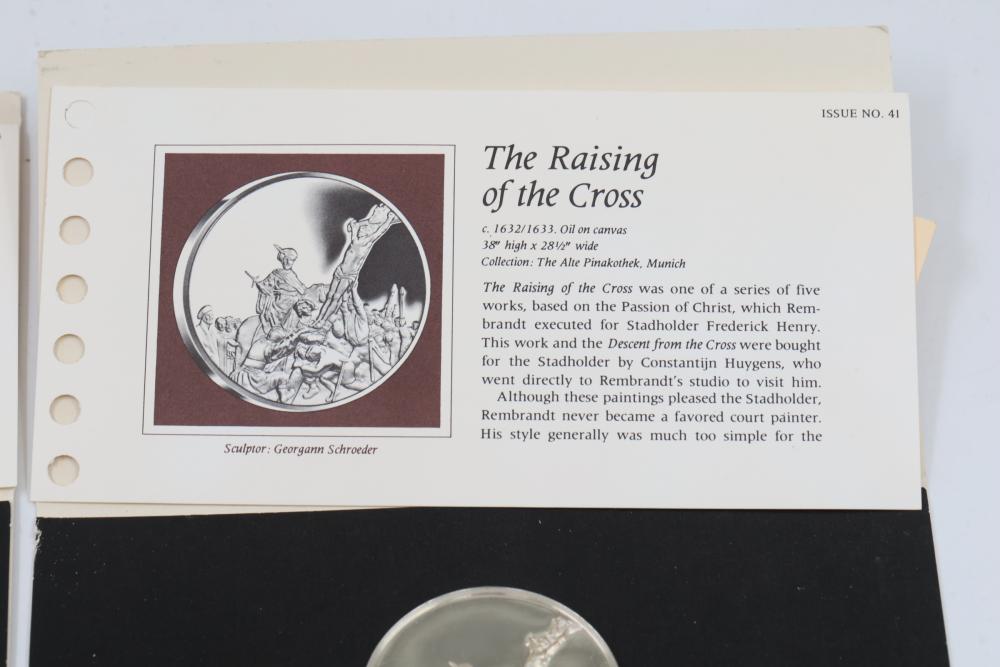 ISSUE NO. 41
The Raising
of the Cross
c. 1632/1633. Oil on canvas
38" high x 28½" wide
Collection: The Alte Pinakothek, Munich
The Raising of the Cross was one of a series of five
works, based on the Passion of Christ, which Rem-
brandt executed for Stadholder Frederick Henry.
This work and the Descent from the Cross were bought
for the Stadholder by Constantijn Huygens, who
went directly to Rembrandt's studio to visit him.
Although these paintings pleased the Stadholder,
Rembrandt never became a favored court painter.
His style generally was much too simple for the
Sculptor: Georgann Schroeder